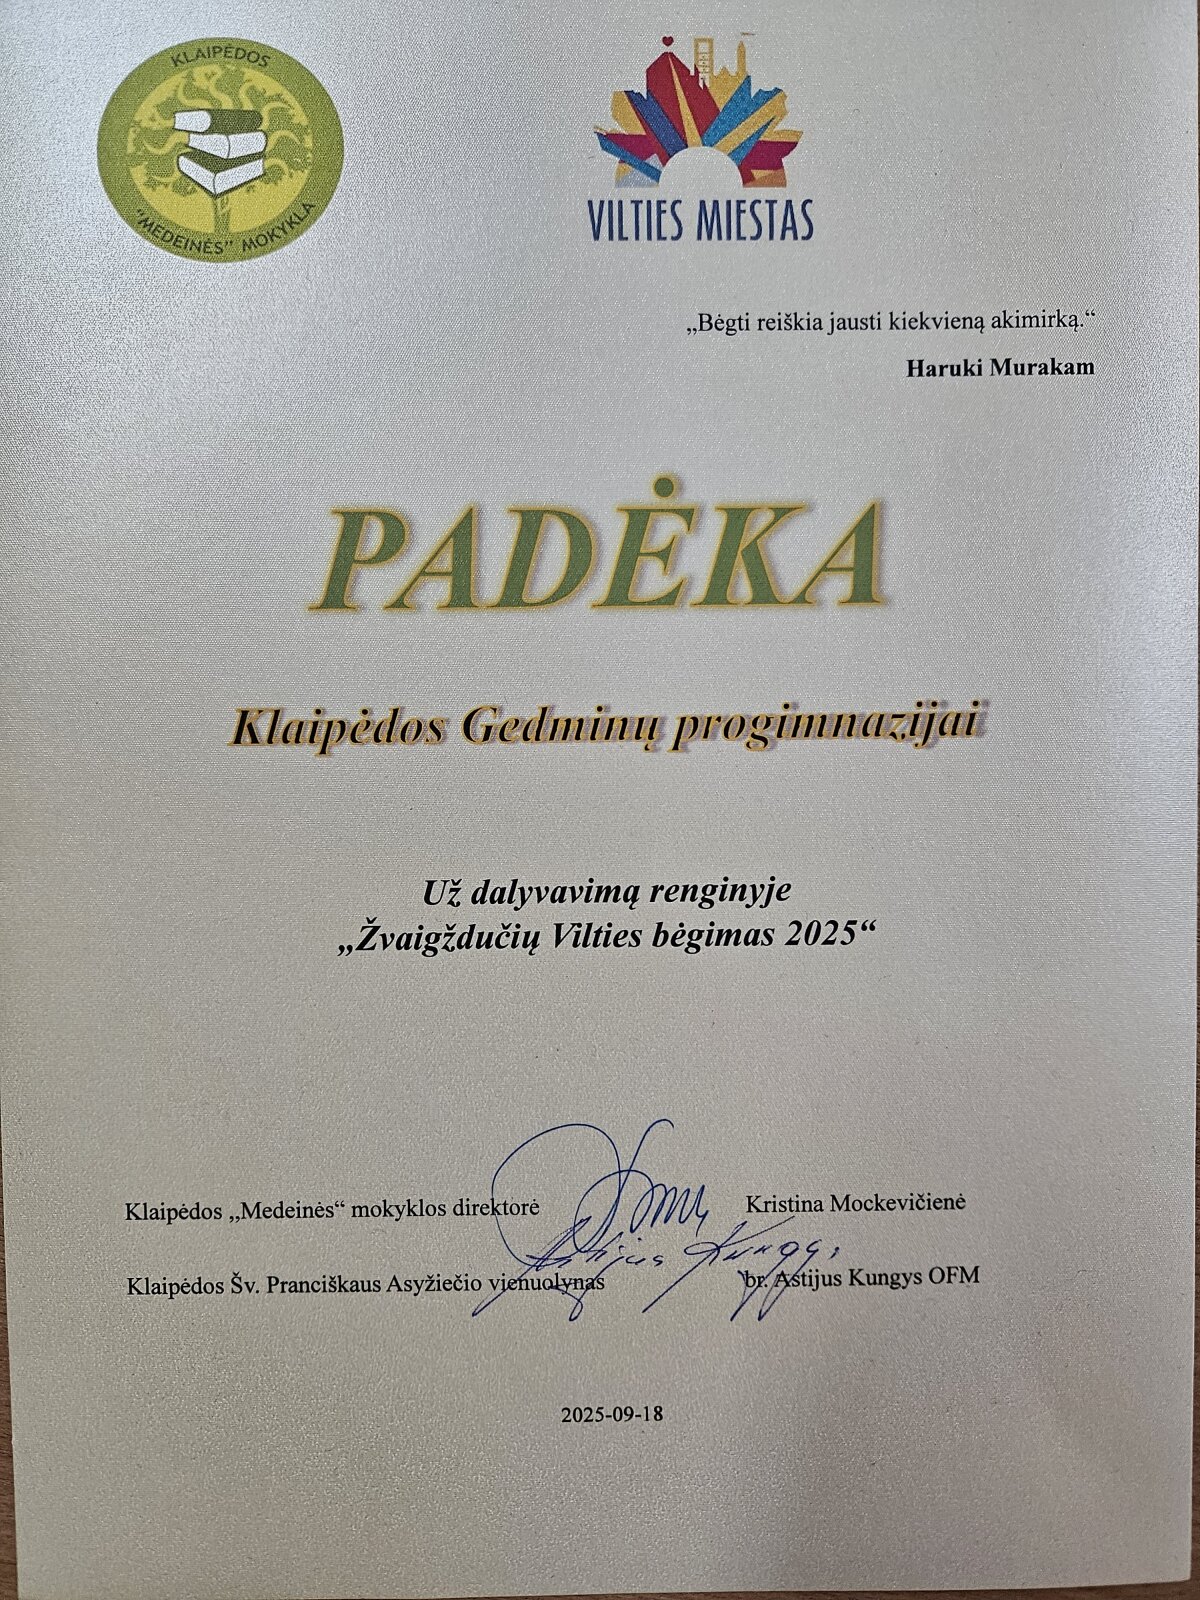 KLAIPĖDOS
"MEDEINĖS" MOKYKLA
VILTIES MIESTAS
„Bėgti reiškia jausti kiekvieną akimirką.“
Haruki Murakam
PADĖKA
Klaipėdos Gedminų progimnazijai
Už dalyvavimą renginyje
„Žvaigždučių Vilties bėgimas 2025“
Klaipėdos „Medeinės“ mokyklos direktorė Kristina Mockevičienė
Astijus Kungys
Klaipėdos Šv. Pranciškaus Asyžiečio vienuolynas br. Astijus Kungys OFM
2025-09-18